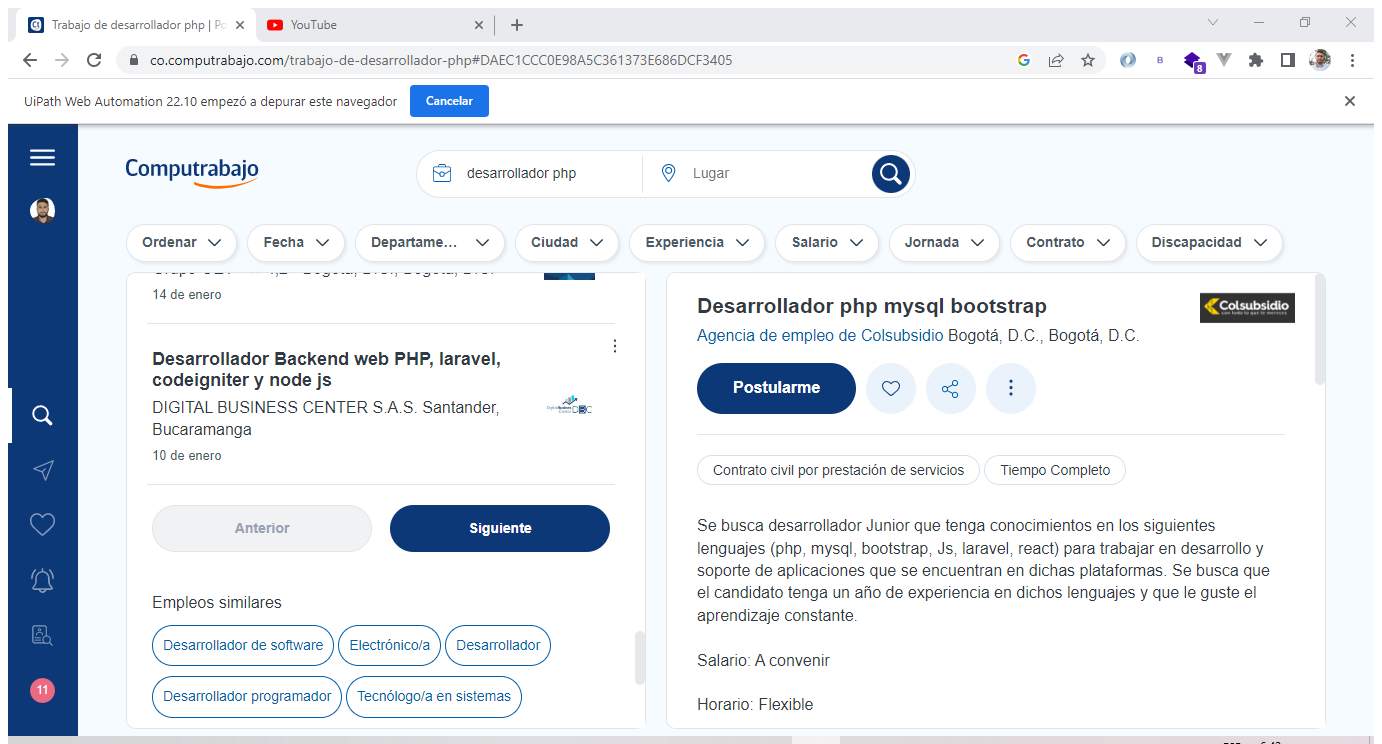 Trabajo de desarrollador php | Po
YouTube
co.computrabajo.com/trabajo-de-desarrollador-php#DAEC1CCC0E98A5C361373E686DCF3405
B
8
UiPath Web Automation 22.10 empezó a depurar este navegador
Cancelar
Computrabajo
desarrollador php
Lugar
Ordenar
Fecha
Departame...
Ciudad
Experiencia
Salario
Jornada
Contrato
Discapacidad
14 de enero
Desarrollador Backend web PHP, laravel,
codeigniter y node js
DIGITAL BUSINESS CENTER S.A.S. Santander,
Bucaramanga
10 de enero
Anterior
Siguiente
Empleos similares
Desarrollador de software
Electrónico/a
Desarrollador
Desarrollador programador
Tecnólogo/a en sistemas
11
Desarrollador php mysql bootstrap
Colsubsidio
Agencia de empleo de Colsubsidio Bogotá, D.C., Bogotá, D.C.
Postularme
Contrato civil por prestación de servicios
Tiempo Completo
Se busca desarrollador Junior que tenga conocimientos en los siguientes
lenguajes (php, mysql, bootstrap, Js, laravel, react) para trabajar en desarrollo y
soporte de aplicaciones que se encuentran en dichas plataformas. Se busca que
el candidato tenga un año de experiencia en dichos lenguajes y que le guste el
aprendizaje constante.
Salario: A convenir
Horario: Flexible